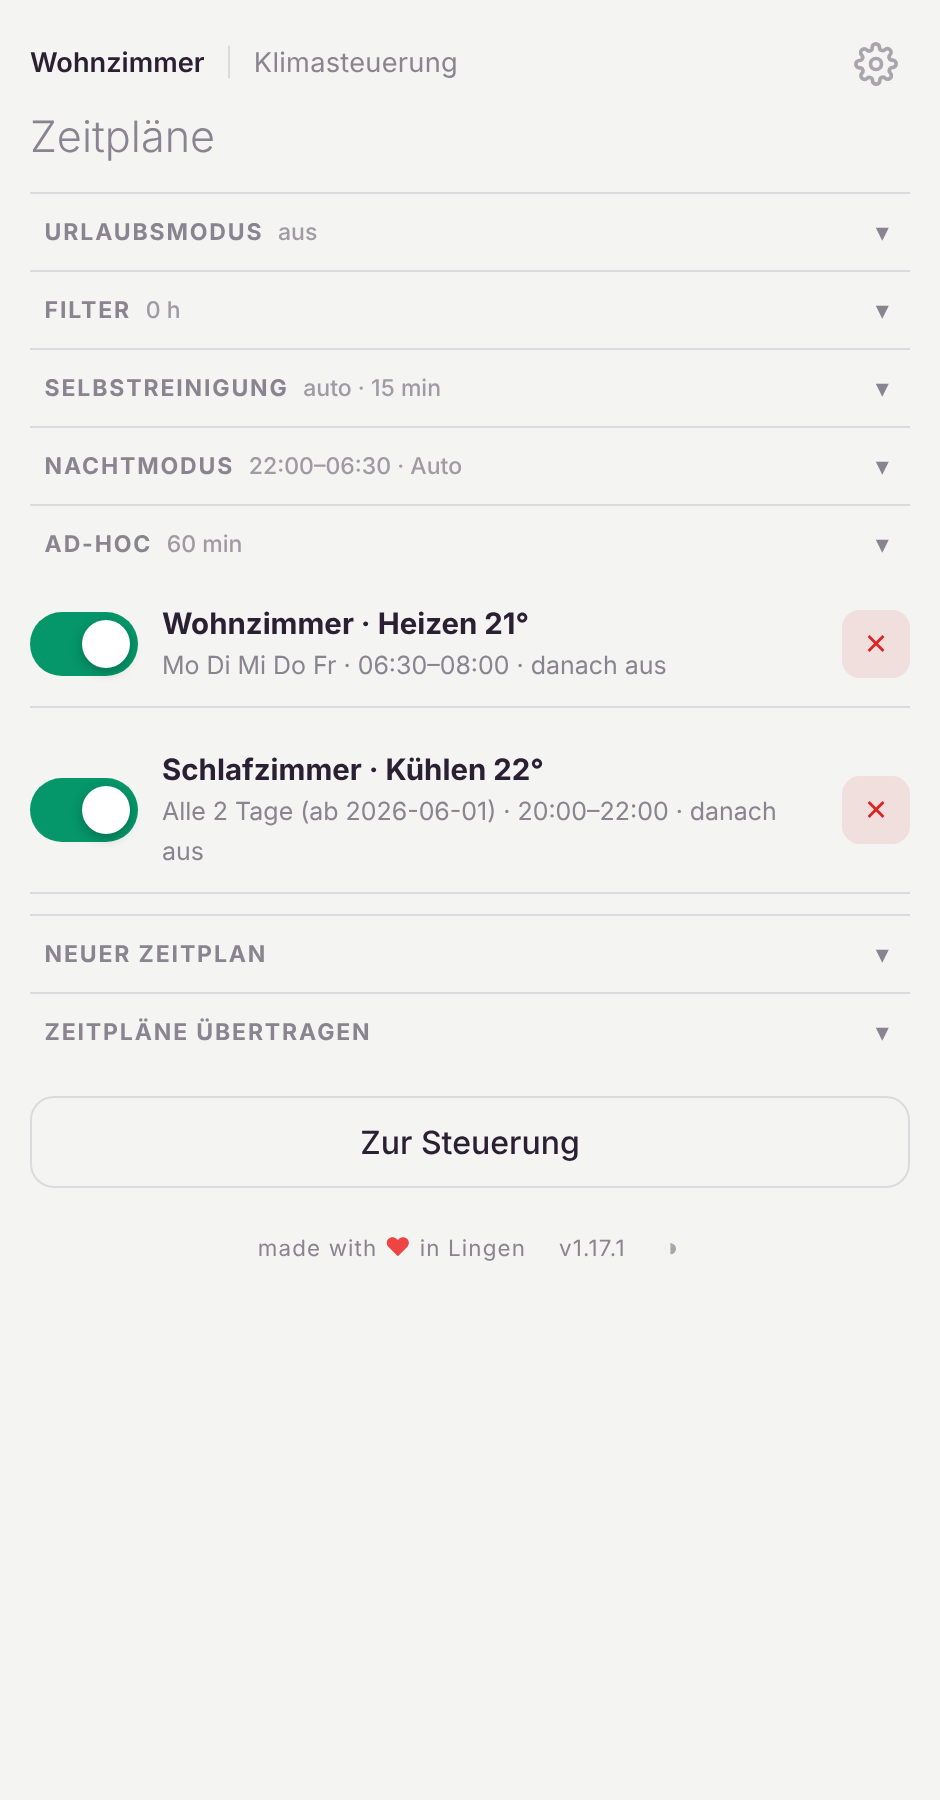 Wohnzimmer Klimasteuerung
Zeitpläne
URLAUBSMODUS aus ▼
FILTER 0 h ▼
SELBSTREINIGUNG auto · 15 min ▼
NACHTMODUS 22:00–06:30 · Auto ▼
AD-HOC 60 min ▼
Wohnzimmer · Heizen 21°
Mo Di Mi Do Fr · 06:30–08:00 · danach aus
✕
Schlafzimmer · Kühlen 22°
Alle 2 Tage (ab 2026-06-01) · 20:00–22:00 · danach
aus
✕
NEUER ZEITPLAN ▼
ZEITPLÄNE ÜBERTRAGEN ▼
Zur Steuerung
made with ♥ in Lingen v1.17.1 ◗